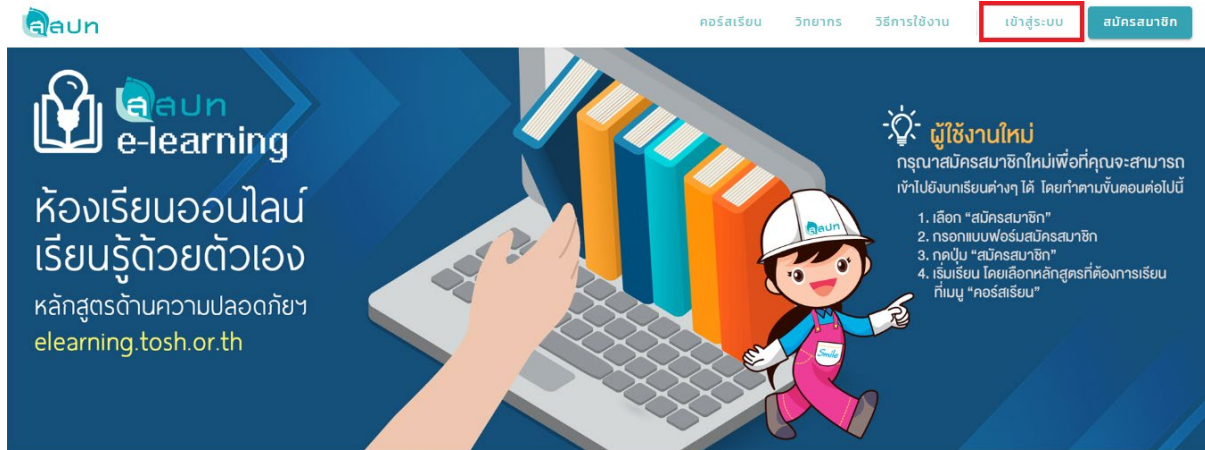 สสปท
คอร์สเรียน
วิทยากร
วิธีการใช้งาน
เข้าสู่ระบบ
สมัครสมาชิก
สสปท
e-learning
ห้องเรียนออนไลน์
เรียนรู้ด้วยตัวเอง
หลักสูตรด้านความปลอดภัยฯ
elearning.tosh.or.th
สสปท
Smile
ผู้ใช้งานใหม่
กรุณาสมัครสมาชิกใหม่เพื่อที่คุณจะสามารถ
เข้าไปยังบทเรียนต่างๆ ได้ โดยทำตามขั้นตอนต่อไปนี้
1. เลือก “สมัครสมาชิก”
2. กรอกแบบฟอร์มสมัครสมาชิก
3. กดปุ่ม “สมัครสมาชิก”
4. เริ่มเรียน โดยเลือกหลักสูตรที่ต้องการเรียน
ที่เมนู “คอร์สเรียน”